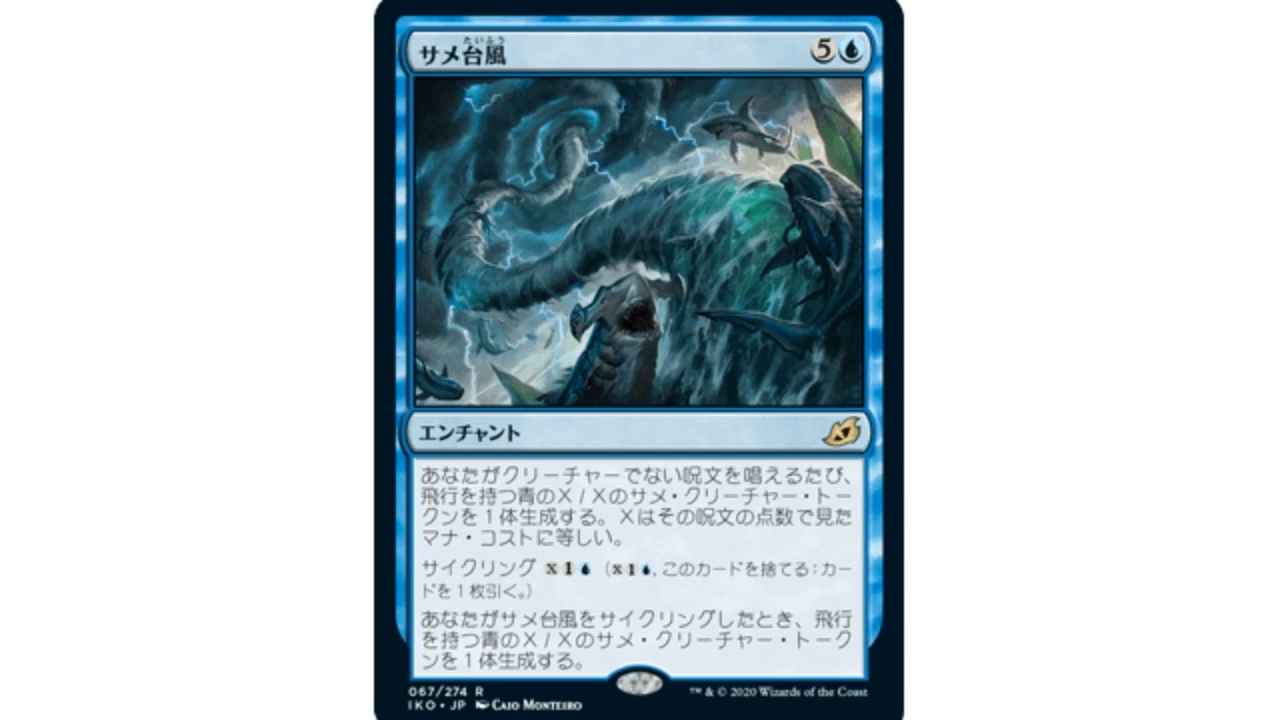 たいふう
サメ台風 5
エンチャント
あなたがクリーチャーでない呪文を唱えるたび、
飛行を持つ青のX/Xのサメ・クリーチャー・トー
クンを1体生成する。Xはその呪文の点数で見た
マナ・コストに等しい。
サイクリング X 1 (X 1 , このカードを捨てる:カー
ドを1枚引く。)
あなたがサメ台風をサイクリングしたとき、飛行
を持つ青のX/Xのサメ・クリーチャー・トーク
ンを1体生成する。
067/274 R
IKO • JP CAIO MONTEIRO
™ & © 2020 Wizards of the Coast